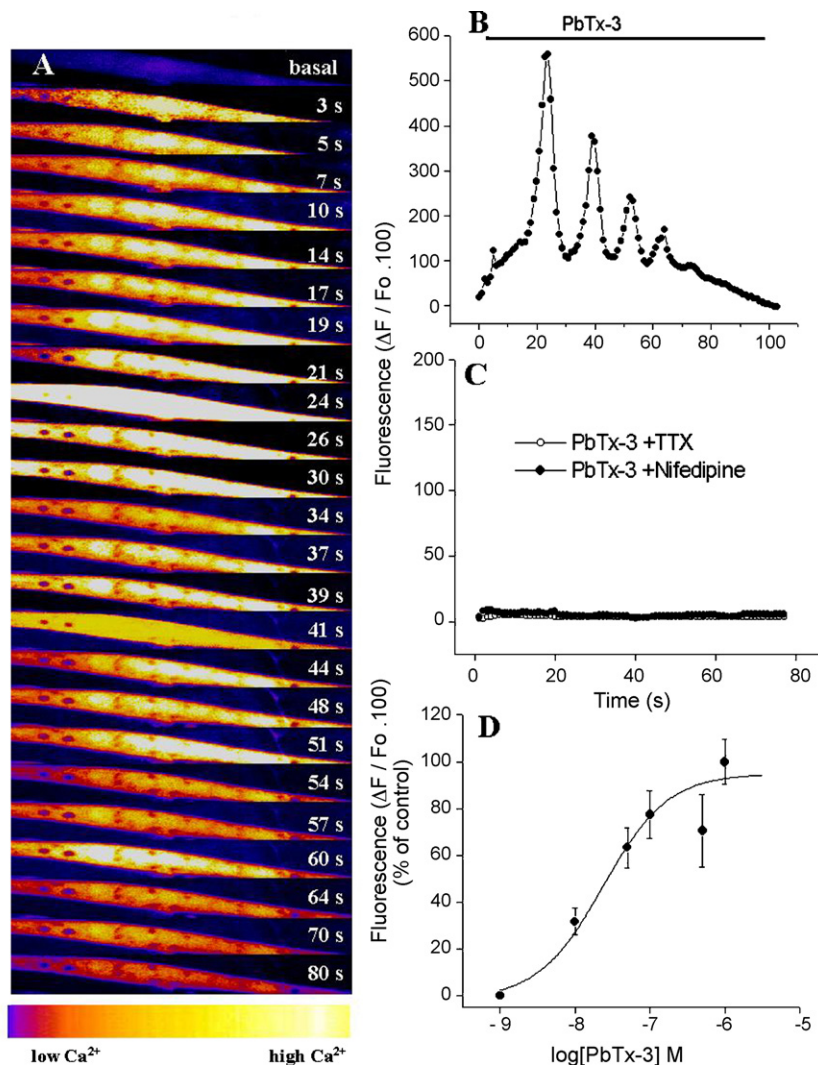 A
basal
3 s
5 s
7 s
10 s
14 s
17 s
19 s
21 s
24 s
26 s
30 s
34 s
37 s
39 s
41 s
44 s
48 s
51 s
54 s
57 s
60 s
64 s
70 s
80 s
low Ca²⁺
high Ca²⁺
B
PbTx-3
600
500
400
300
200
100
0
0 20 40 60 80 100 120
Fluorescence (ΔF / Fo .100)
C
200
150
100
50
0
PbTx-3 +TTX
PbTx-3 +Nifedipine
0 20 40 60 80
Time (s)
D
120
100
80
60
40
20
0
Fluorescence (ΔF / Fo .100)
(% of control)
- 9 -8 -7 -6 -5
log[PbTx-3] M